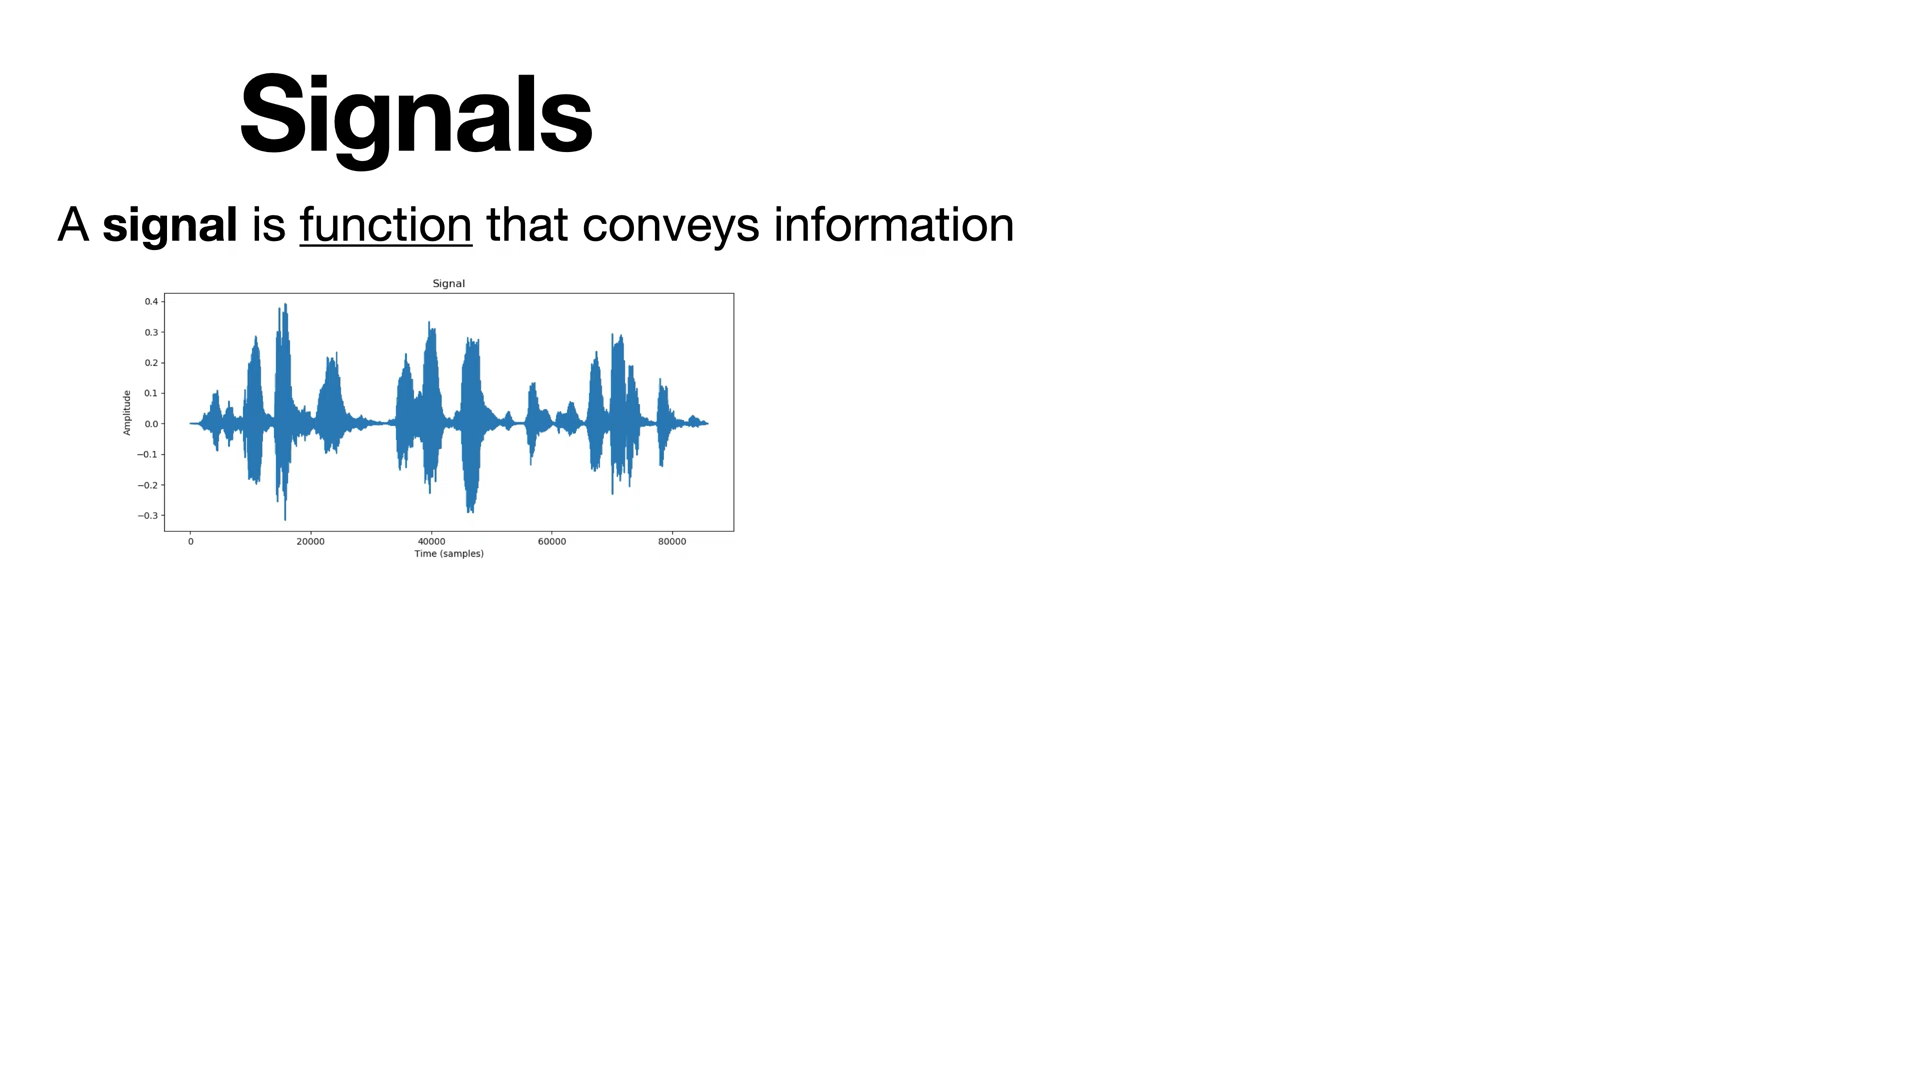 Signals
A signal is function that conveys information
Signal
0.4
0.3
0.2
0.1
0.0
−0.1
−0.2
−0.3
Amplitude
0 20000 40000 60000 80000
Time (samples)